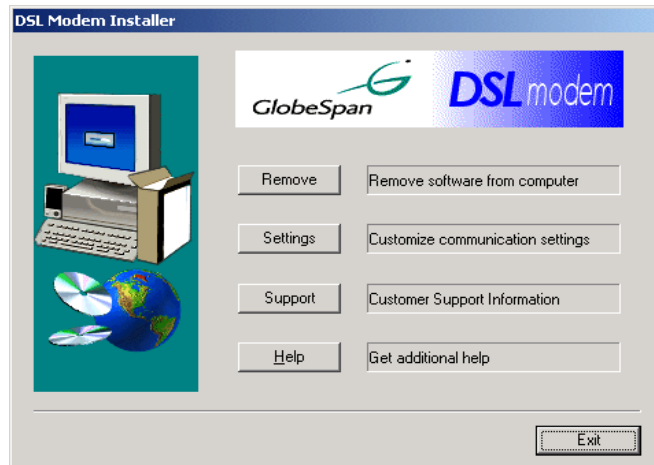 DSL Modem Installer
GlobeSpan
DSL modem
Remove
Remove software from computer
Settings
Customize communication settings
Support
Customer Support Information
Help
Get additional help
Exit